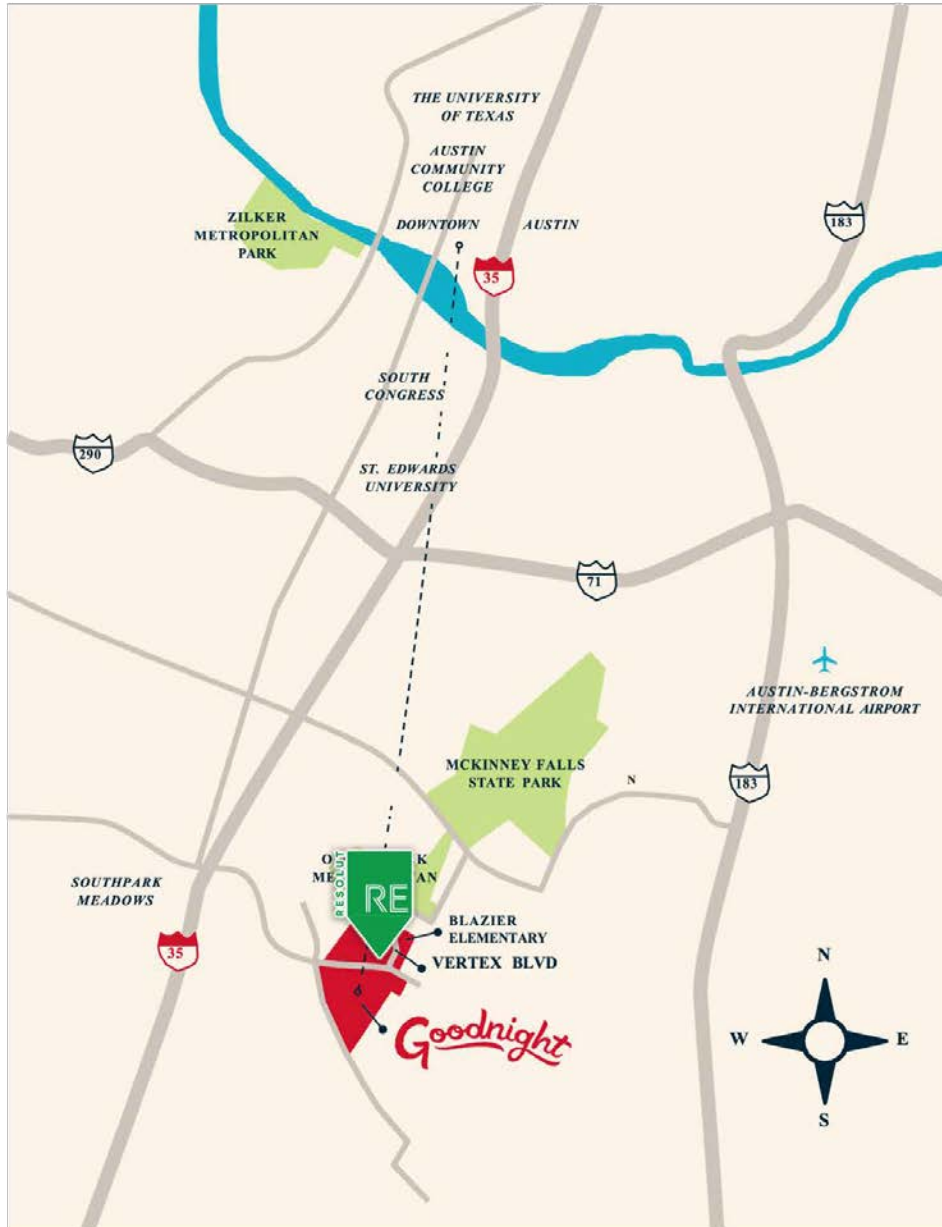 THE UNIVERSITY
OF TEXAS
AUSTIN
COMMUNITY
COLLEGE
ZILKER
METROPOLITAN
PARK
DOWNTOWN
AUSTIN
183
35
SOUTH
CONGRESS
290
ST. EDWARDS
UNIVERSITY
71
AUSTIN-BERGSTROM
INTERNATIONAL AIRPORT
MCKINNEY FALLS
STATE PARK
N
183
SOUTHPARK
MEADOWS
RESOLUT
RE
BLAZIER
ELEMENTARY
VERTEX BLVD
35
Goodnight
N
W
E
S